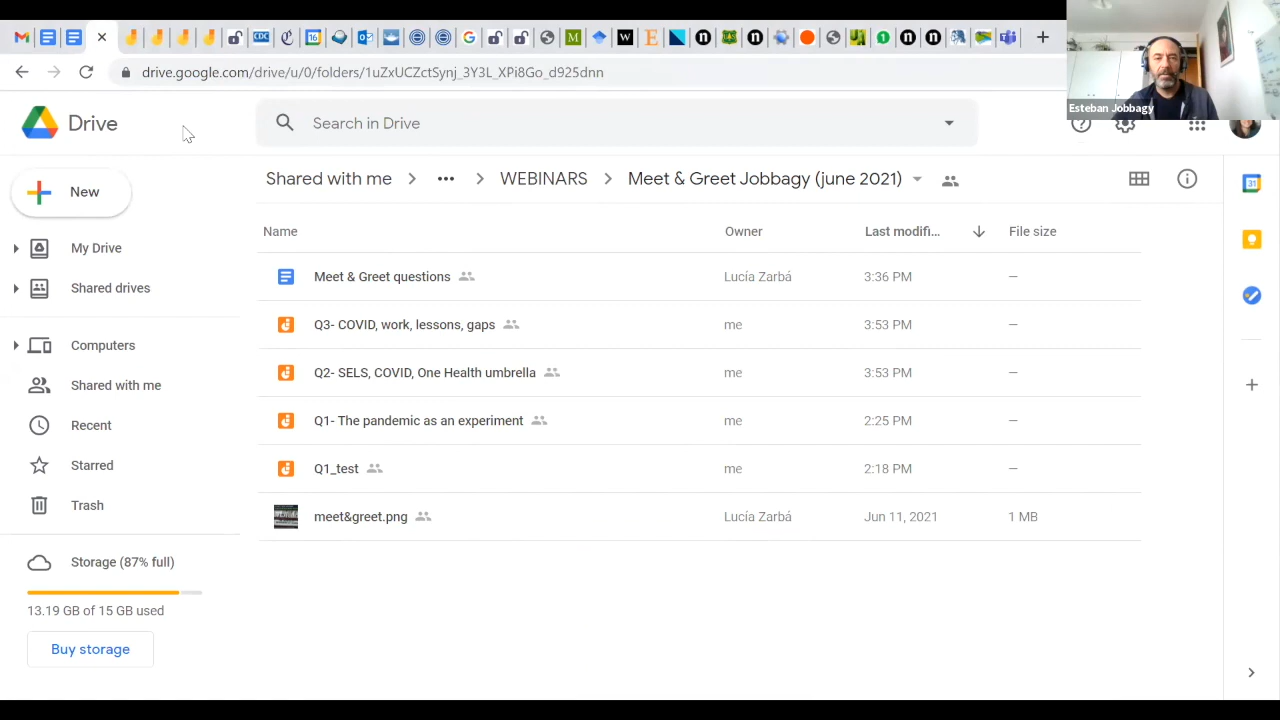 drive.google.com/drive/u/0/folders/1uZxUCZctSynj_zjY3L_XPi8Go_d925dnn
Esteban Jobbagy
Drive
Search in Drive
New
Shared with me > ••• > WEBINARS > Meet & Greet Jobbagy (june 2021)
Name Owner Last modifi... File size
My Drive
Shared drives
Computers
Shared with me
Recent
Starred
Trash
Storage (87% full)
13.19 GB of 15 GB used
Buy storage
Meet & Greet questions Lucía Zarbá 3:36 PM —
Q3- COVID, work, lessons, gaps me 3:53 PM —
Q2- SELS, COVID, One Health umbrella me 3:53 PM —
Q1- The pandemic as an experiment me 2:25 PM —
Q1_test me 2:18 PM —
meet&greet.png Lucía Zarbá Jun 11, 2021 1 MB